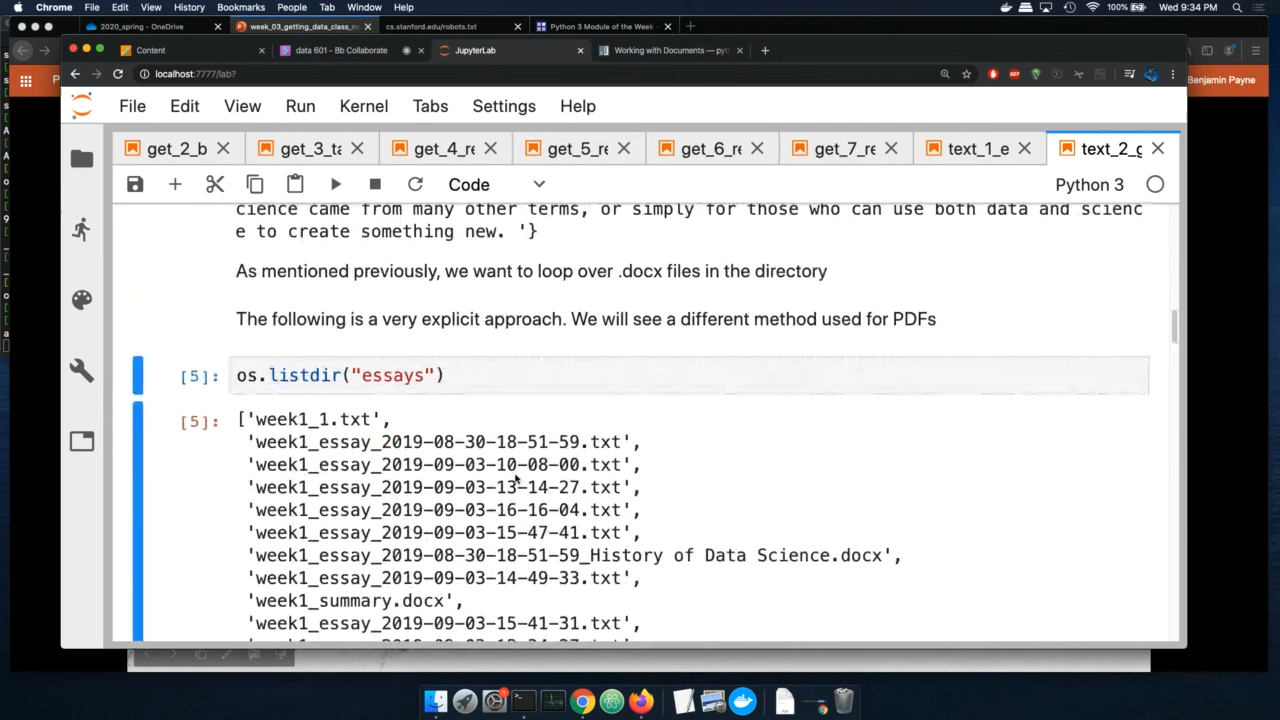 Chrome File Edit View History Bookmarks People Tab Window Help 100% Wed 9:34 PM
2020_spring - OneDrive week_03_getting_data_class_n cs.stanford.edu/robots.txt Python 3 Module of the Week
Content data 601 - Bb Collaborate JupyterLab Working with Documents — pyth
localhost:7777/lab?
Benjamin Payne
File Edit View Run Kernel Tabs Settings Help
get_2_b get_3_ta get_4_re get_5_re get_6_re get_7_re text_1_e text_2_g
Code Python 3
cience came from many other terms, or simply for those who can use both data and scienc
e to create something new. '}
As mentioned previously, we want to loop over .docx files in the directory
The following is a very explicit approach. We will see a different method used for PDFs
[5]: os.listdir("essays")
[5]: ['week1_1.txt',
'week1_essay_2019-08-30-18-51-59.txt',
'week1_essay_2019-09-03-10-08-00.txt',
'week1_essay_2019-09-03-13-14-27.txt',
'week1_essay_2019-09-03-16-16-04.txt',
'week1_essay_2019-09-03-15-47-41.txt',
'week1_essay_2019-08-30-18-51-59_History of Data Science.docx',
'week1_essay_2019-09-03-14-49-33.txt',
'week1_summary.docx',
'week1_essay_2019-09-03-15-41-31.txt',